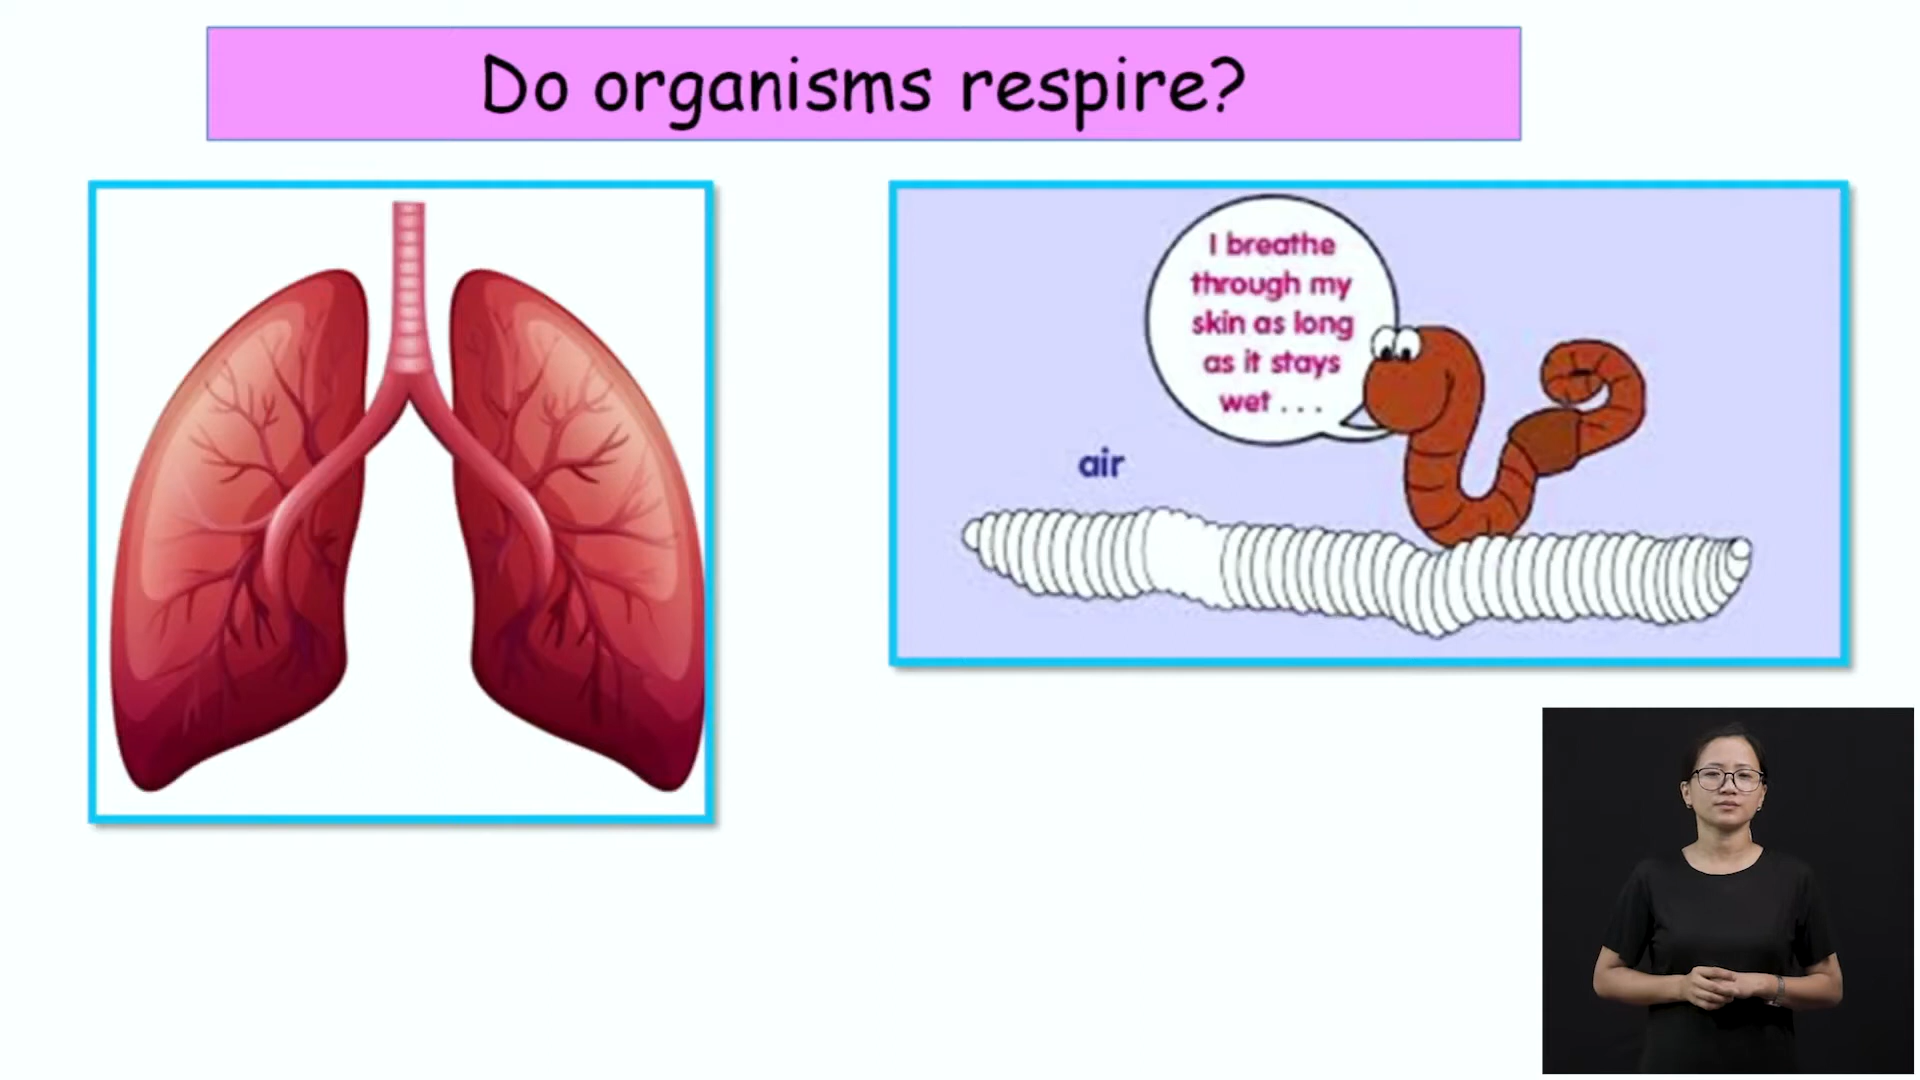 Do organisms respire?
I breathe
through my
skin as long
as it stays
wet . . .
air